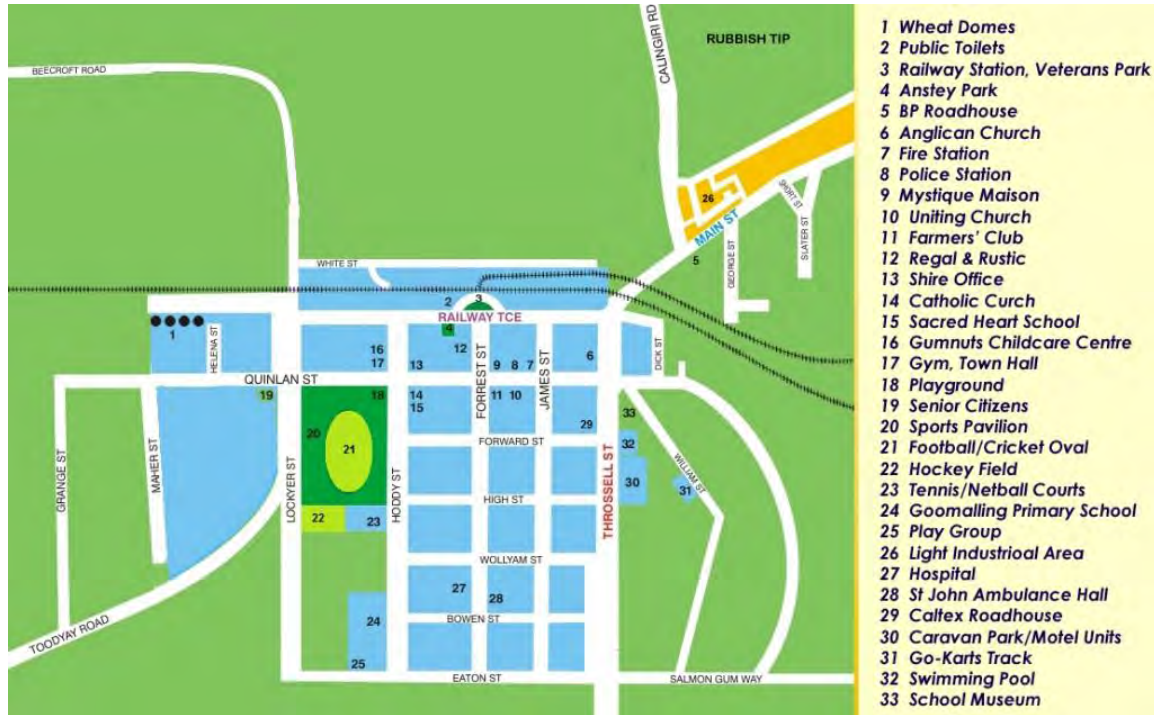 RUBBISH TIP
CALINGIRI RD
BEECROFT ROAD
26
SHORT ST
MAIN ST
SLATER ST
5
GEORGE ST
WHITE ST
2
3
RAILWAY TCE
4
1
HELENA ST
16
17
13
12
9 8 7
6
DICK ST
QUINLAN ST
FORREST ST
JAMES ST
19
18
14
15
11 10
29
33
20
21
FORWARD ST
32
GRANGE ST
MAHER ST
LOCKYER ST
HODDY ST
THROSSELL ST
WILLIAM ST
30
31
HIGH ST
22
23
WOLLYAM ST
27
28
24
BOWEN ST
TOODYAY ROAD
25
EATON ST
SALMON GUM WAY
1 Wheat Domes
2 Public Toilets
3 Railway Station, Veterans Park
4 Anstey Park
5 BP Roadhouse
6 Anglican Church
7 Fire Station
8 Police Station
9 Mystique Maison
10 Uniting Church
11 Farmers' Club
12 Regal & Rustic
13 Shire Office
14 Catholic Curch
15 Sacred Heart School
16 Gumnuts Childcare Centre
17 Gym, Town Hall
18 Playground
19 Senior Citizens
20 Sports Pavilion
21 Football/Cricket Oval
22 Hockey Field
23 Tennis/Netball Courts
24 Goomalling Primary School
25 Play Group
26 Light Industrioal Area
27 Hospital
28 St John Ambulance Hall
29 Caltex Roadhouse
30 Caravan Park/Motel Units
31 Go-Karts Track
32 Swimming Pool
33 School Museum